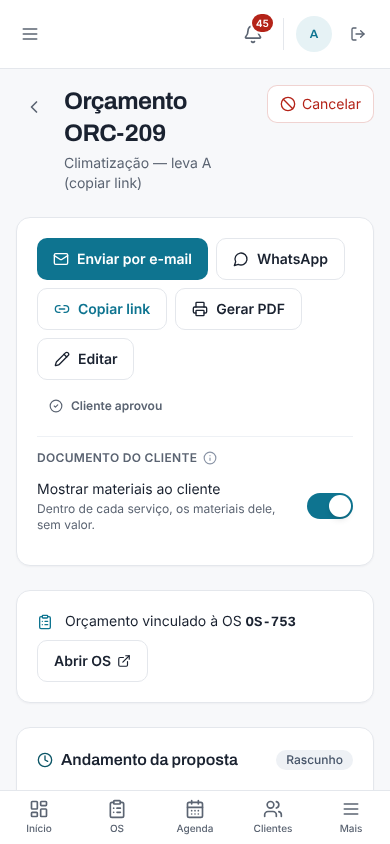 45
A
Orçamento
ORC-209
Cancelar
Climatização — leva A
(copiar link)
Enviar por e-mail
WhatsApp
Copiar link
Gerar PDF
Editar
Cliente aprovou
DOCUMENTO DO CLIENTE
Mostrar materiais ao cliente
Dentro de cada serviço, os materiais dele,
sem valor.
Orçamento vinculado à OS OS-753
Abrir OS
Andamento da proposta
Rascunho
Início
OS
Agenda
Clientes
Mais